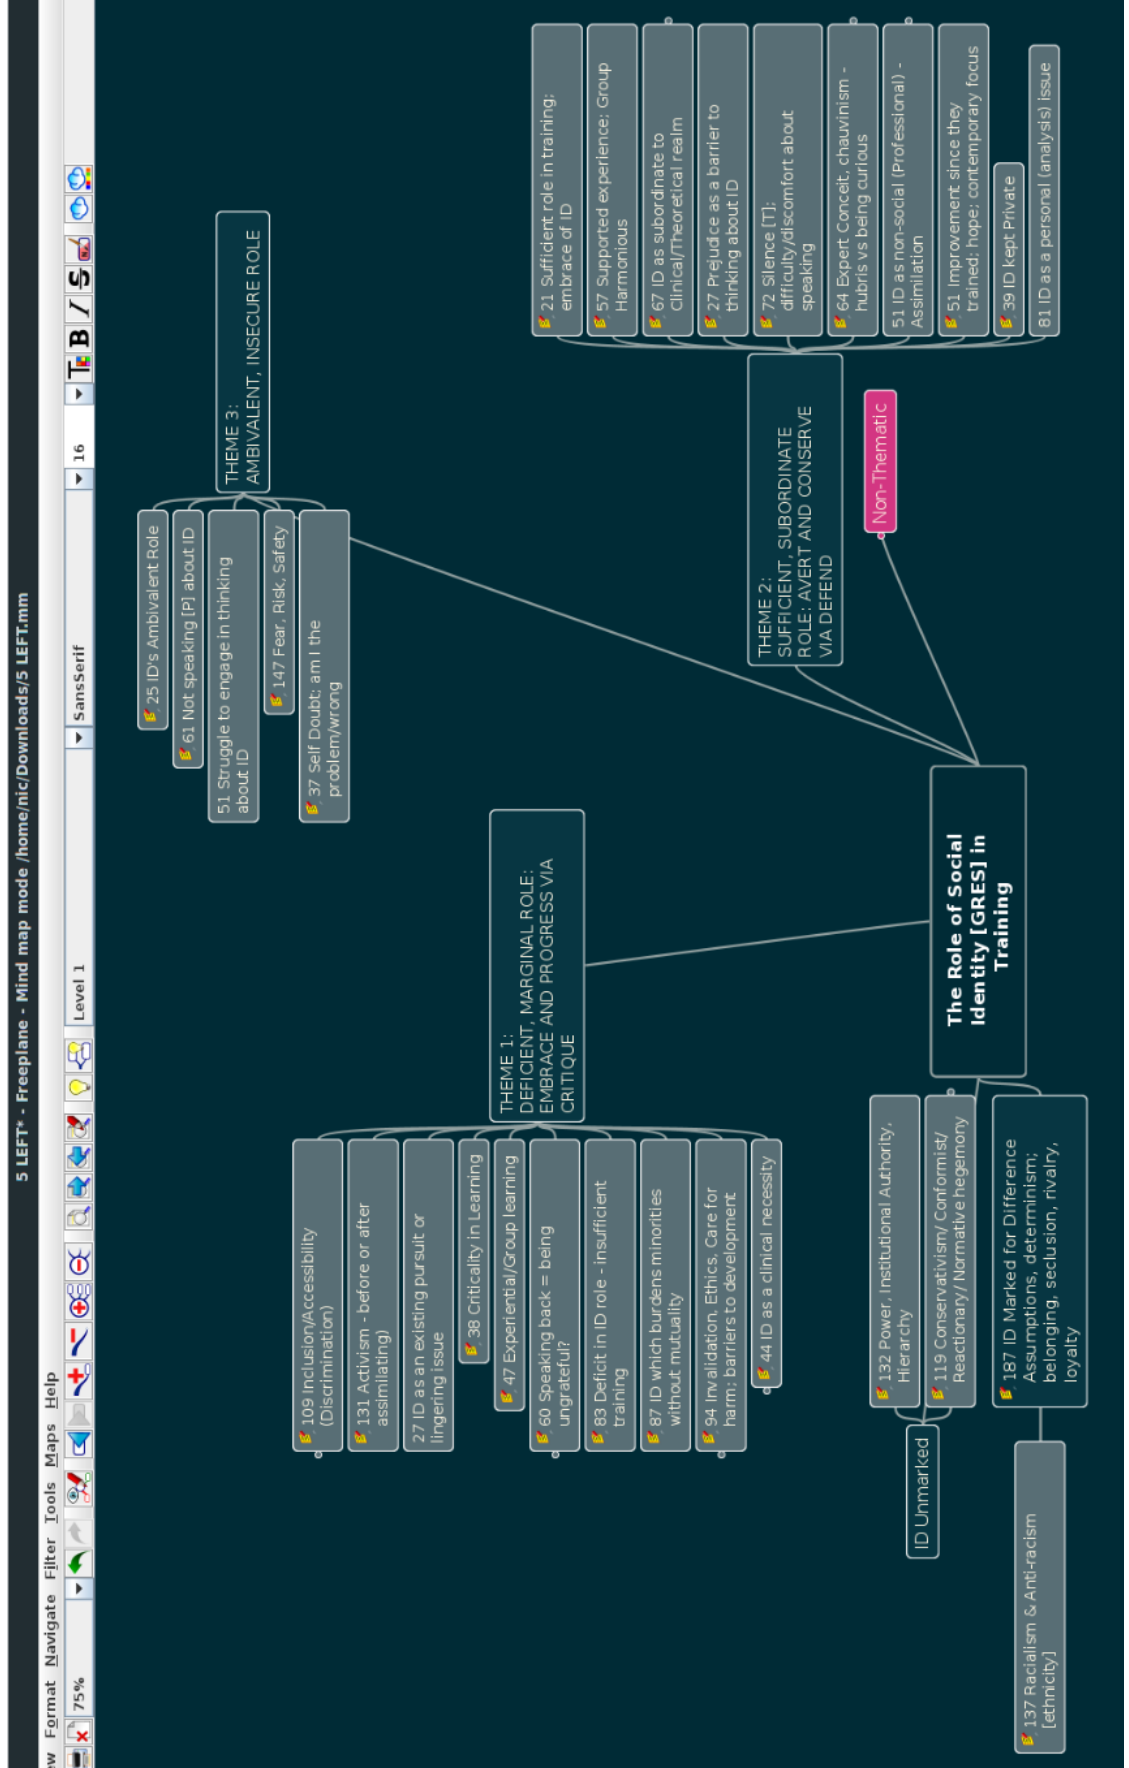 5 LEFT* - Freeplane - Mind map mode /home/nic/Downloads/5 LEFT.mm
ew Format Navigate Filter Tools Maps Help
75%
Level 1
SansSerif
16
T B I S
25 ID's Ambivalent Role
61 Not speaking [P] about ID
51 Struggle to engage in thinking
about ID
147 Fear, Risk, Safety
37 Self Doubt; am I the
problem/wrong
THEME 3:
AMBIVALENT, INSECURE ROLE
109 Inclusion/Accessibility
(Discrimination)
131 Activism - before or after
assimilating)
27 ID as an existing pursuit or
lingering issue
38 Criticality in Learning
47 Experiential/Group learning
60 Speaking back = being
ungrateful?
83 Deficit in ID role - insufficient
training
87 ID which burdens minorities
without mutuality
94 Invalidation, Ethics, Care for
harm; barriers to development
44 ID as a clinical necessity
THEME 1:
DEFICIENT, MARGINAL ROLE:
EMBRACE AND PROGRESS VIA
CRITIQUE
21 Sufficient role in training;
embrace of ID
57 Supported experience; Group
Harmonious
67 ID as subordinate to
Clinical/Theoretical realm
27 Prejudice as a barrier to
thinking about ID
72 Silence [T];
difficulty/discomfort about
speaking
64 Expert Conceit, chauvinism -
hubris vs being curious
51 ID as non-social (Professional) -
Assimilation
51 Improvement since they
trained; hope; contemporary focus
39 ID kept Private
81 ID as a personal (analysis) issue
THEME 2:
SUFFICIENT, SUBORDINATE
ROLE: AVERT AND CONSERVE
VIA DEFEND
Non-Thematic
The Role of Social
Identity [GRES] in
Training
132 Power, Institutional Authority,
Hierarchy
119 Conservativism/ Conformist/
Reactionary/ Normative hegemony
ID Unmarked
187 ID Marked for Difference
Assumptions, determinism;
belonging, seclusion, rivalry,
loyalty
137 Racialism & Anti-racism
[ethnicity]